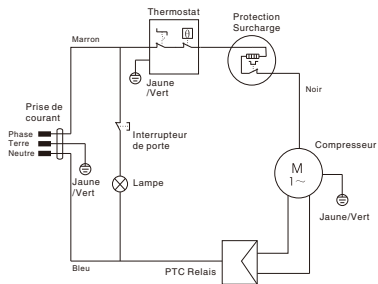 Thermostat
Protection
Surcharge
Marron
Jaune
/Vert
Noir
Prise de
courant
Phase
Terre
Neutre
Interrupteur
de porte
Compresseur
M
1~
Jaune
/Vert
Lampe
Jaune/Vert
Bleu
PTC Relais